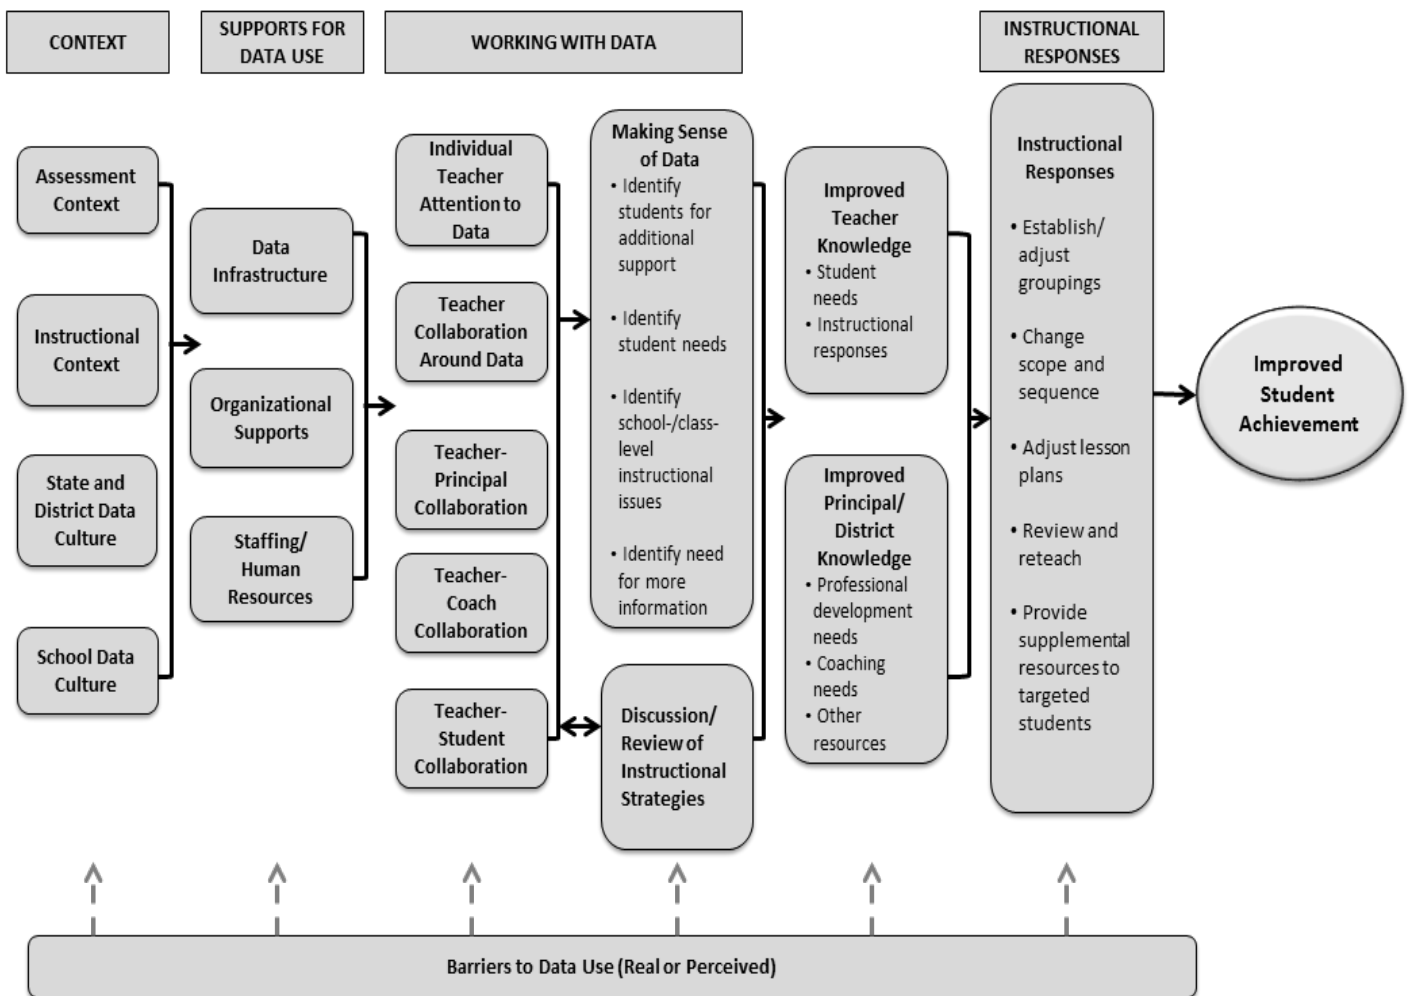 CONTEXT
SUPPORTS FOR
DATA USE
WORKING WITH DATA
INSTRUCTIONAL
RESPONSES
Assessment
Context
Instructional
Context
State and
District Data
Culture
School Data
Culture
Data
Infrastructure
Organizational
Supports
Staffing/
Human
Resources
Individual
Teacher
Attention to
Data
Teacher
Collaboration
Around Data
Teacher-
Principal
Collaboration
Teacher-
Coach
Collaboration
Teacher-
Student
Collaboration
Making Sense
of Data
• Identify
students for
additional
support
• Identify
student needs
• Identify
school-/class-
level
instructional
issues
• Identify need
for more
information
Discussion/
Review of
Instructional
Strategies
Improved
Teacher
Knowledge
• Student
needs
• Instructional
responses
Improved
Principal/
District
Knowledge
• Professional
development
needs
• Coaching
needs
• Other
resources
Instructional
Responses
• Establish/
adjust
groupings
• Change
scope and
sequence
• Adjust lesson
plans
• Review and
reteach
• Provide
supplemental
resources to
targeted
students
Improved
Student
Achievement
Barriers to Data Use (Real or Perceived)